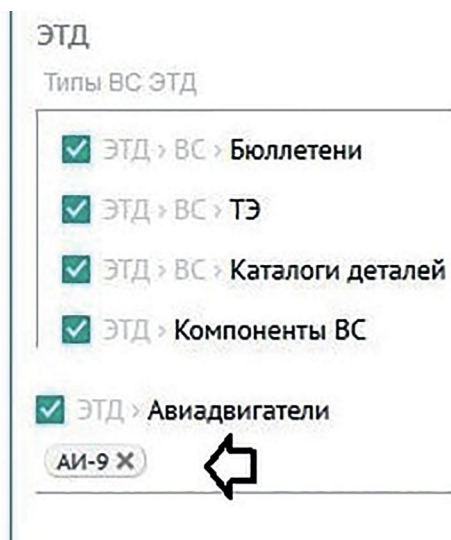 ЭТД
Типы ВС ЭТД
ЭТД › ВС › Бюллетени
ЭТД › ВС › ТЭ
ЭТД › ВС › Каталоги деталей
ЭТД › Компоненты ВС
ЭТД › Авиадвигатели
АИ-9 ×